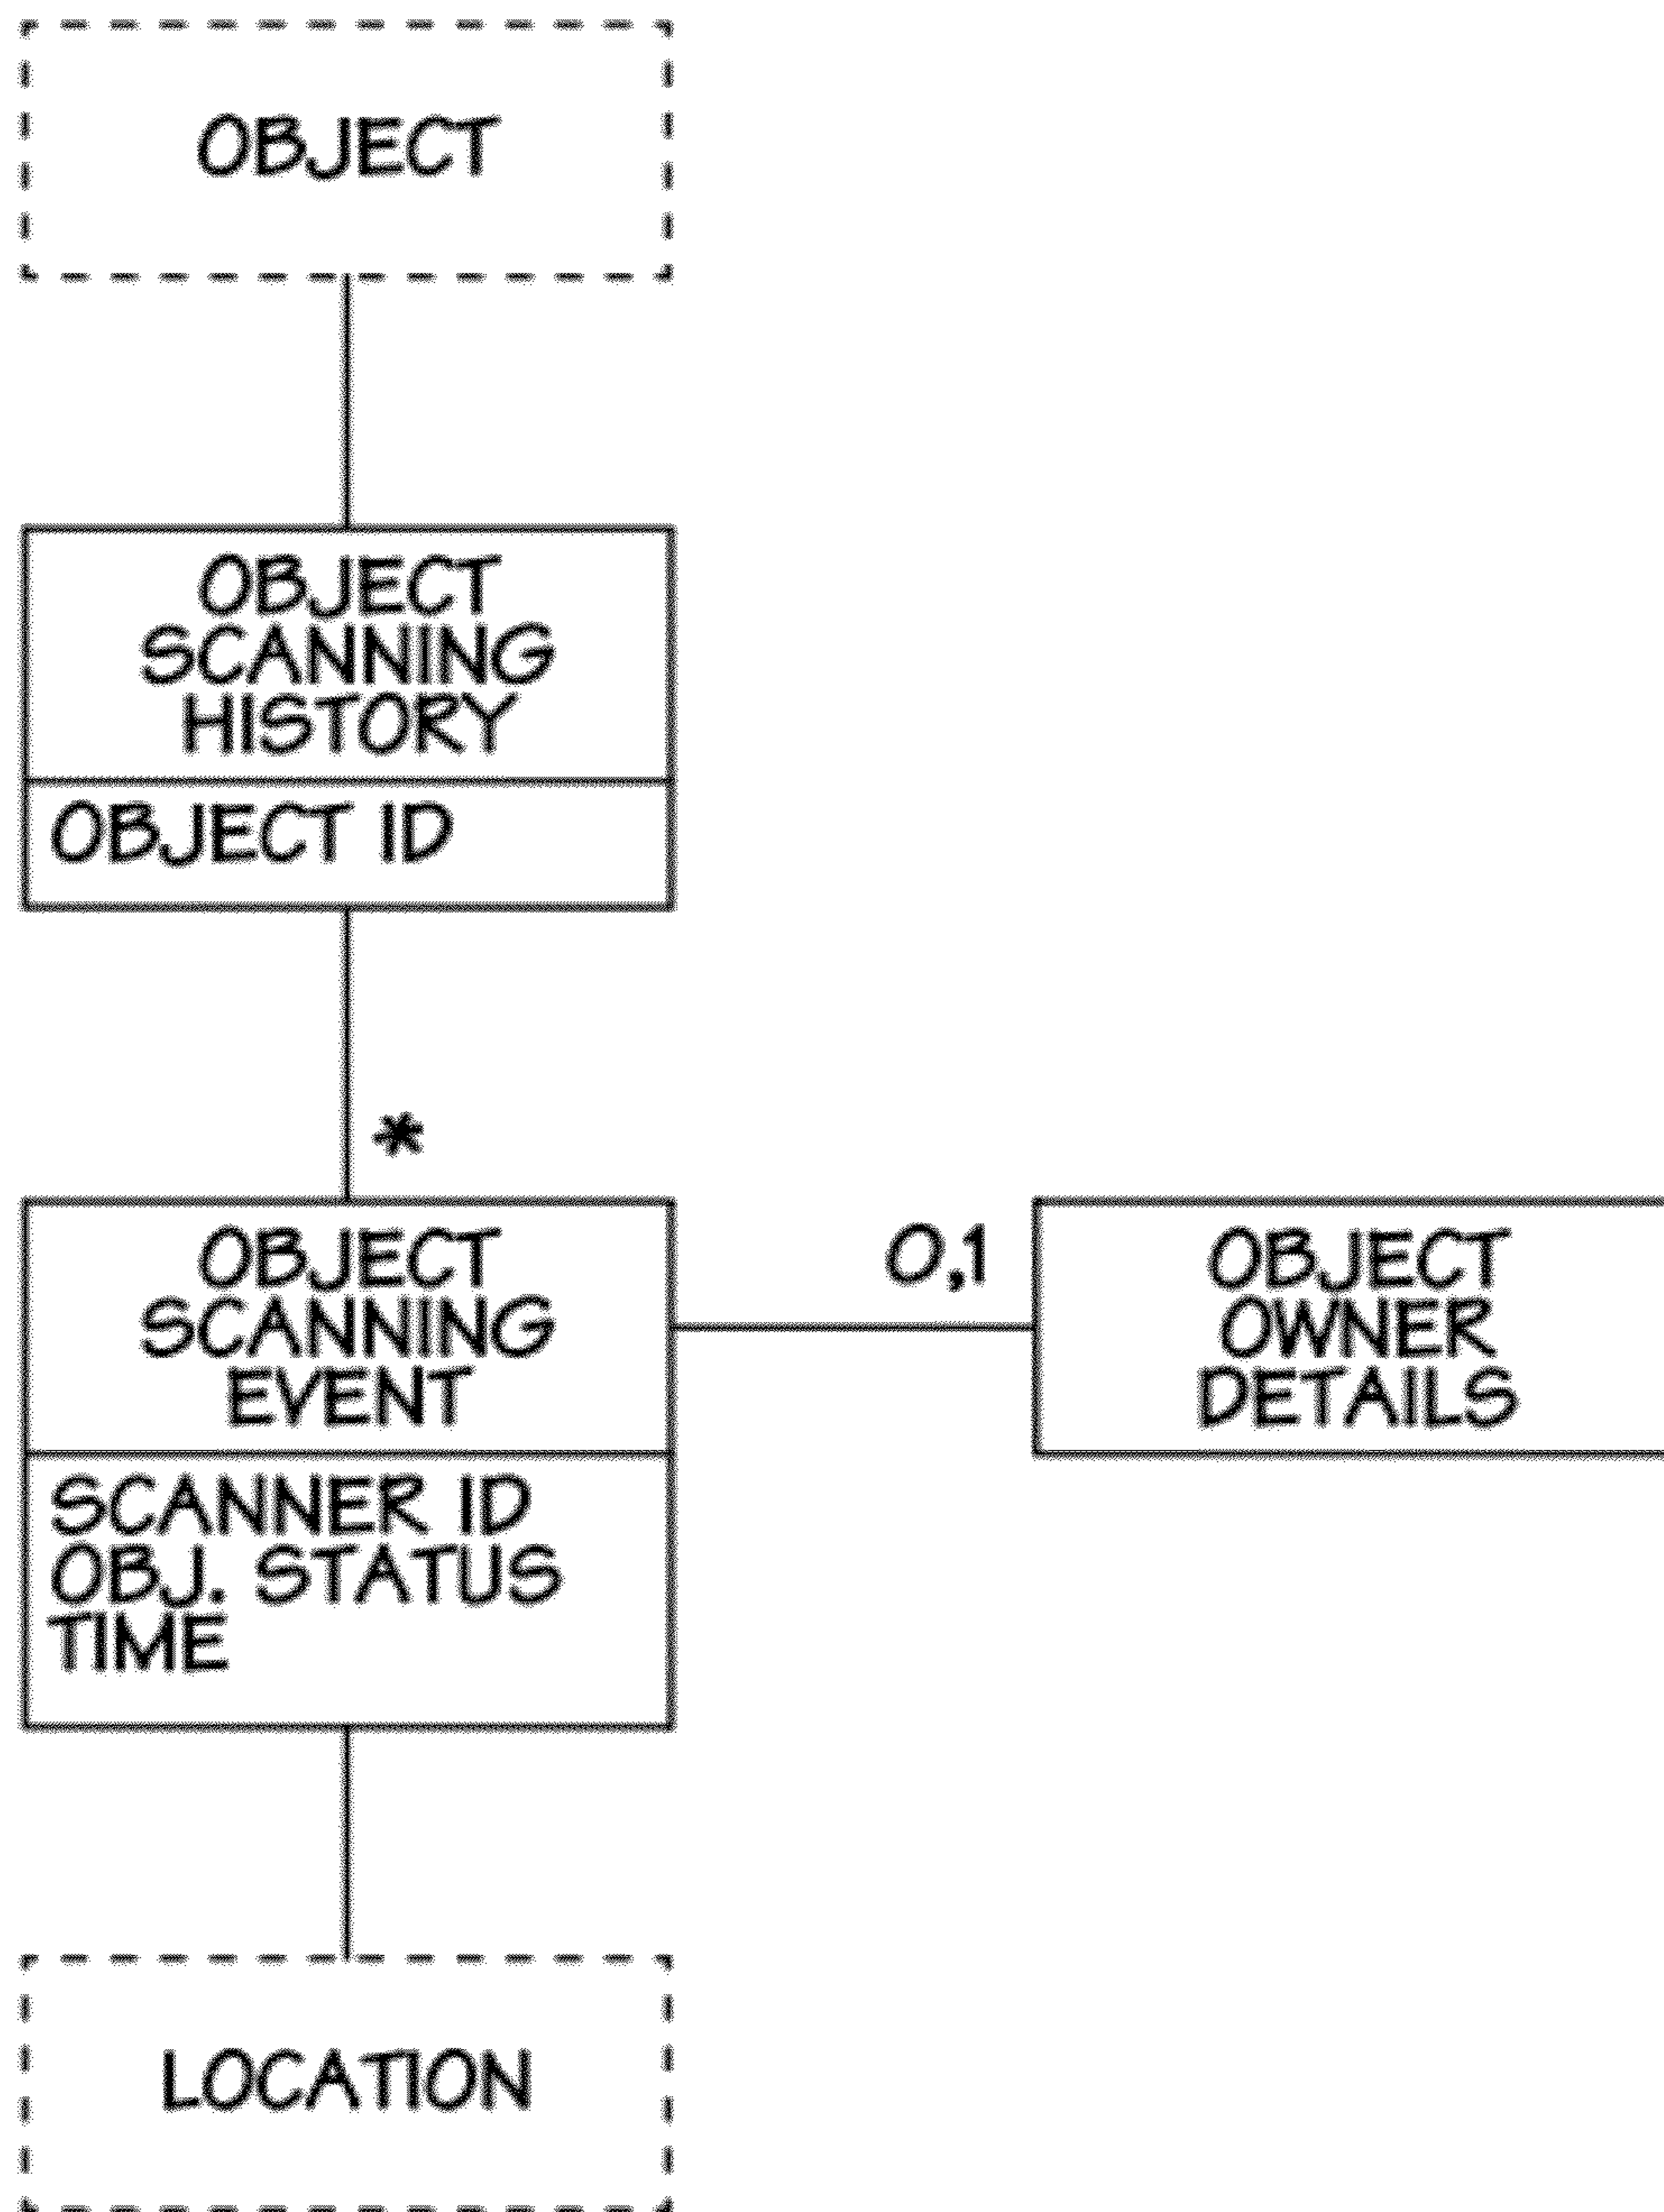 OBJECT
OBJECT
SCANNING
HISTORY
OBJECT ID
*
OBJECT
SCANNING
EVENT
SCANNER ID
OBJ. STATUS
TIME
0,1
OBJECT
OWNER
DETAILS
LOCATION